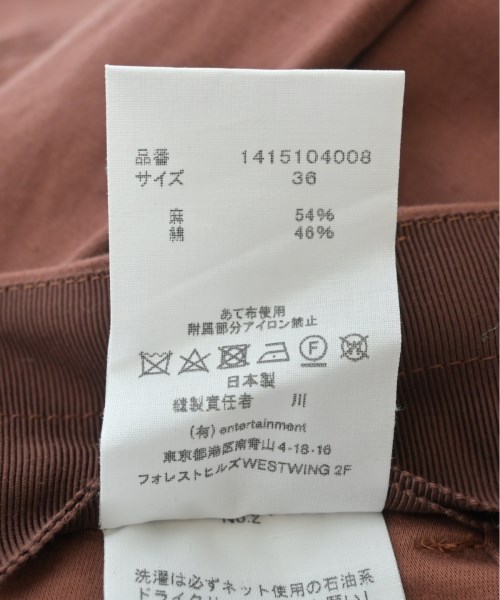 品番 1415104008
サイズ 36
麻 54%
綿 46%
あて布使用
附属部分アイロン禁止
F W
日本製
縫製責任者 川
(有) entertainment
東京都港区南青山4-18-16
フォレストヒルズWESTWING 2F
No.2
洗濯は必ずネット使用の石油系